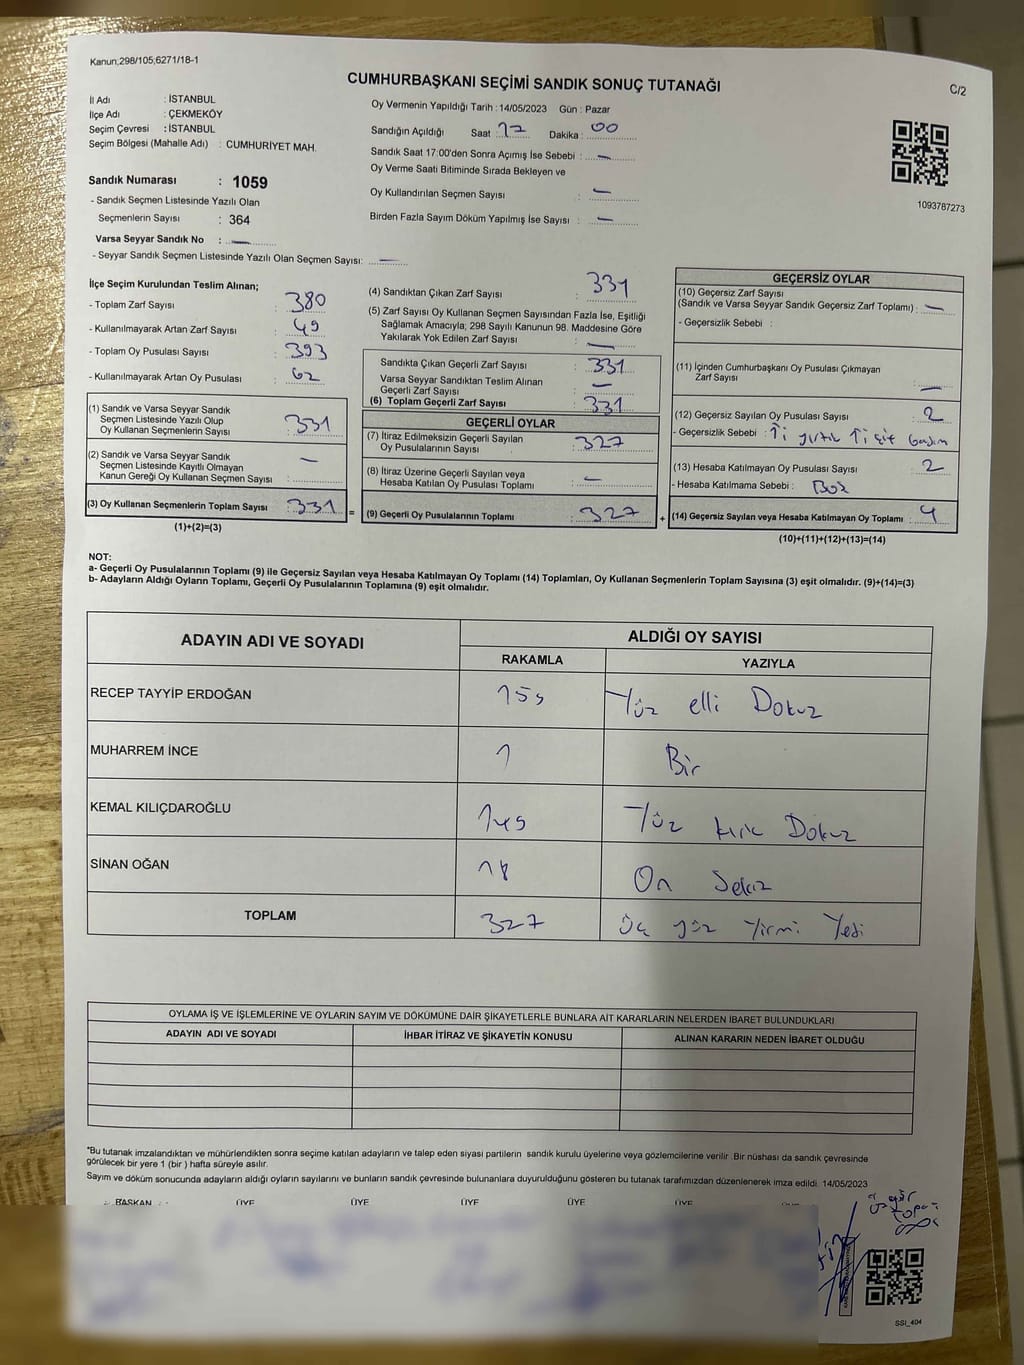 Kanun;298/105;6271/18-1
CUMHURBAŞKANI SEÇİMİ SANDIK SONUÇ TUTANAĞI
C/2
İl Adı : İSTANBUL
İlçe Adı : ÇEKMEKÖY
Seçim Çevresi : İSTANBUL
Seçim Bölgesi (Mahalle Adı) : CUMHURİYET MAH.
Sandık Numarası : 1059
- Sandık Seçmen Listesinde Yazılı Olan
Seçmenlerin Sayısı : 364
Varsa Seyyar Sandık No : —
- Seyyar Sandık Seçmen Listesinde Yazılı Olan Seçmen Sayısı: —
Oy Vermenin Yapıldığı Tarih : 14/05/2023 Gün : Pazar
Sandığın Açıldığı Saat : 17 Dakika : 00
Sandık Saat 17:00'den Sonra Açımış İse Sebebi : —
Oy Verme Saati Bitiminde Sırada Bekleyen ve
Oy Kullandırılan Seçmen Sayısı : —
Birden Fazla Sayım Döküm Yapılmış İse Sayısı : —
1093787273
İlçe Seçim Kurulundan Teslim Alınan;
- Toplam Zarf Sayısı : 380
- Kullanılmayarak Artan Zarf Sayısı : 49
- Toplam Oy Pusulası Sayısı : 393
- Kullanılmayarak Artan Oy Pusulası : 62
(1) Sandık ve Varsa Seyyar Sandık
Seçmen Listesinde Yazılı Olup
Oy Kullanan Seçmenlerin Sayısı : 331
(2) Sandık ve Varsa Seyyar Sandık
Seçmen Listesinde Kayıtlı Olmayan
Kanun Gereği Oy Kullanan Seçmen Sayısı : —
(3) Oy Kullanan Seçmenlerin Toplam Sayısı : 331 =
(1)+(2)=(3)
(4) Sandıktan Çıkan Zarf Sayısı : 331
(5) Zarf Sayısı Oy Kullanan Seçmen Sayısından Fazla İse, Eşitliği
Sağlamak Amacıyla; 298 Sayılı Kanunun 98. Maddesine Göre
Yakılarak Yok Edilen Zarf Sayısı : —
Sandıkta Çıkan Geçerli Zarf Sayısı : 331
Varsa Seyyar Sandıktan Teslim Alınan
Geçerli Zarf Sayısı : —
(6) Toplam Geçerli Zarf Sayısı : 331
GEÇERLİ OYLAR
(7) İtiraz Edilmeksizin Geçerli Sayılan
Oy Pusulalarının Sayısı : 327
(8) İtiraz Üzerine Geçerli Sayılan veya
Hesaba Katılan Oy Pusulası Toplamı : —
(9) Geçerli Oy Pusulalarının Toplamı : 327 +
GEÇERSİZ OYLAR
(10) Geçersiz Zarf Sayısı
(Sandık ve Varsa Seyyar Sandık Geçersiz Zarf Toplamı) : —
- Geçersizlik Sebebi :
(11) İçinden Cumhurbaşkanı Oy Pusulası Çıkmayan
Zarf Sayısı : —
(12) Geçersiz Sayılan Oy Pusulası Sayısı : 2
- Geçersizlik Sebebi :
(13) Hesaba Katılmayan Oy Pusulası Sayısı : 2
- Hesaba Katılmama Sebebi : Boş
(14) Geçersiz Sayılan veya Hesaba Katılmayan Oy Toplamı : 4
(10)+(11)+(12)+(13)=(14)
NOT:
a- Geçerli Oy Pusulalarının Toplamı (9) ile Geçersiz Sayılan veya Hesaba Katılmayan Oy Toplamı (14) Toplamları, Oy Kullanan Seçmenlerin Toplam Sayısına (3) eşit olmalıdır. (9)+(14)=(3)
b- Adayların Aldığı Oyların Toplamı, Geçerli Oy Pusulalarının Toplamına (9) eşit olmalıdır.
ADAYIN ADI VE SOYADI ALDIĞI OY SAYISI
RAKAMLA YAZIYLA
RECEP TAYYİP ERDOĞAN 159 Yüz elli Dokuz
MUHARREM İNCE 1 Bir
KEMAL KILIÇDAROĞLU 149 Yüz kırk Dokuz
SİNAN OĞAN 18 On Sekiz
TOPLAM 327 üç yüz Yirmi Yedi
OYLAMA İŞ VE İŞLEMLERİNE VE OYLARIN SAYIM VE DÖKÜMÜNE DAİR ŞİKAYETLERLE BUNLARA AİT KARARLARIN NELERDEN İBARET BULUNDUKLARI
ADAYIN ADI VE SOYADI İHBAR İTİRAZ VE ŞİKAYETİN KONUSU ALINAN KARARIN NEDEN İBARET OLDUĞU
*Bu tutanak imzalandıktan ve mühürlendikten sonra seçime katılan adayların ve talep eden siyasi partilerin sandık kurulu üyelerine veya gözlemcilerine verilir .Bir nüshası da sandık çevresinde
görülecek bir yere 1 (bir ) hafta süreyle asılır.
Sayım ve döküm sonucunda adayların aldığı oyların sayılarını ve bunların sandık çevresinde bulunanlara duyurulduğunu gösteren bu tutanak tarafımızdan düzenlenerek imza edildi. 14/05/2023
BAŞKAN ÜYE ÜYE ÜYE ÜYE ÜYE
SSI_404